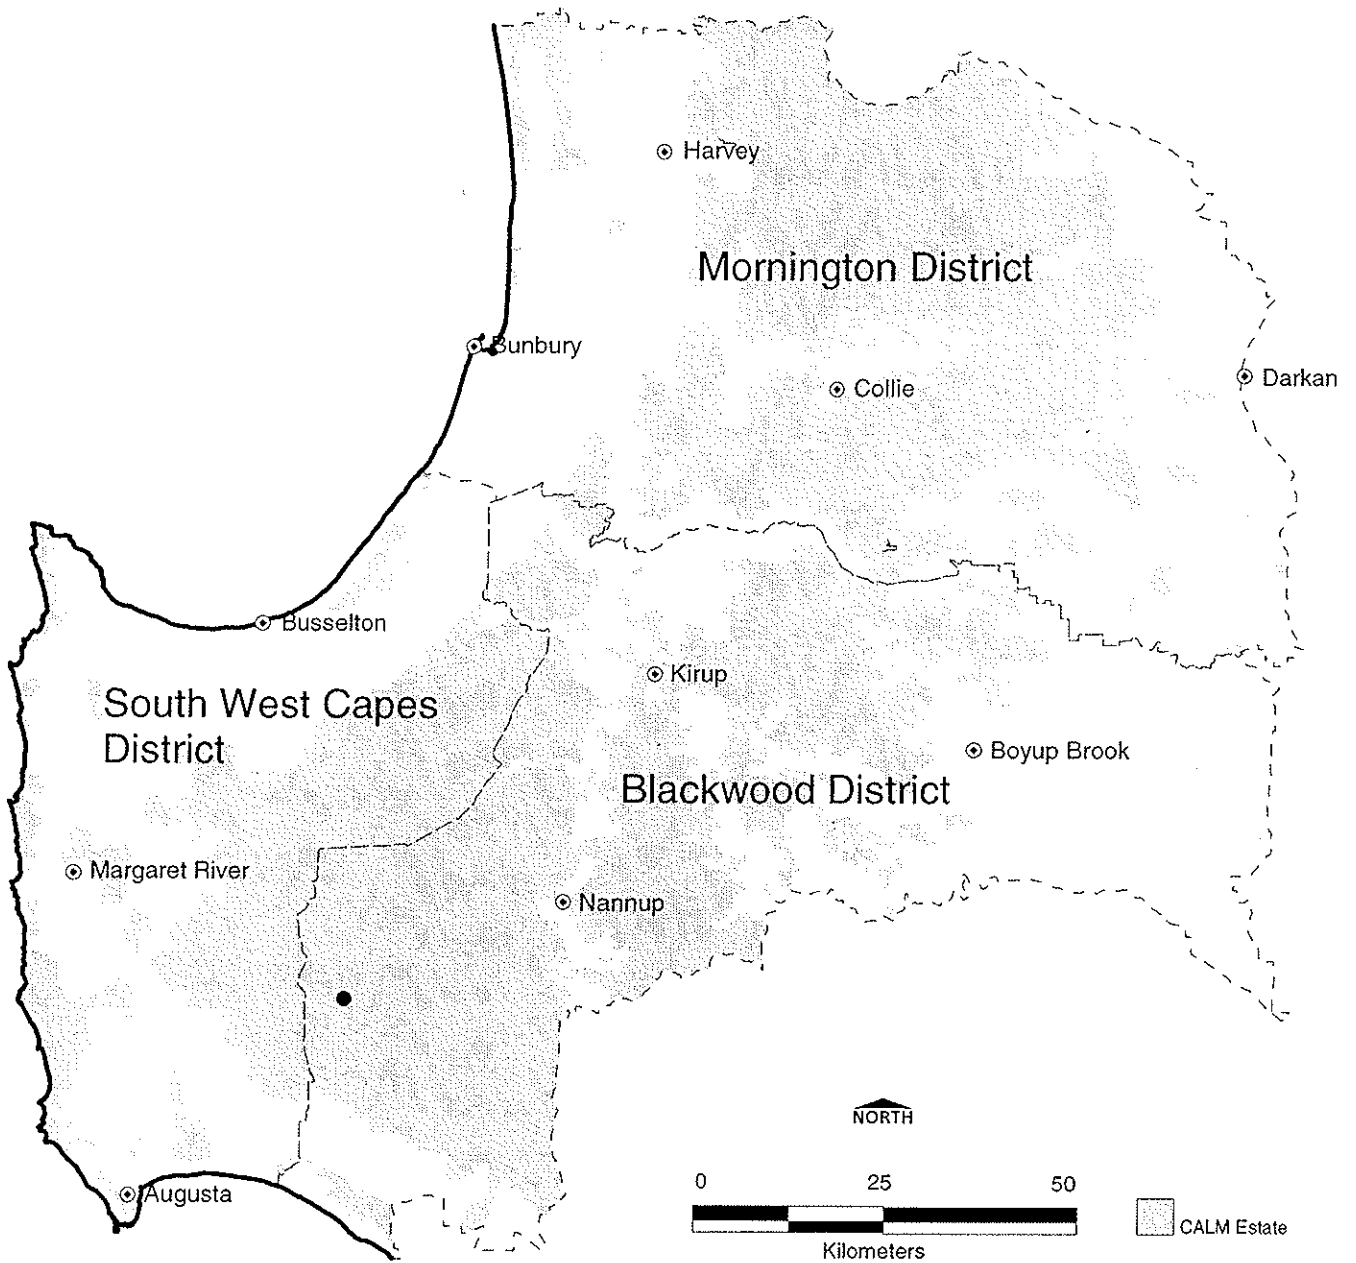 Harvey
Mornington District
Bunbury
Collie
Darkan
Busselton
Kirup
South West Capes
District
Boyup Brook
Blackwood District
Margaret River
Nannup
NORTH
0 25 50
Augusta
CALM Estate
Kilometers